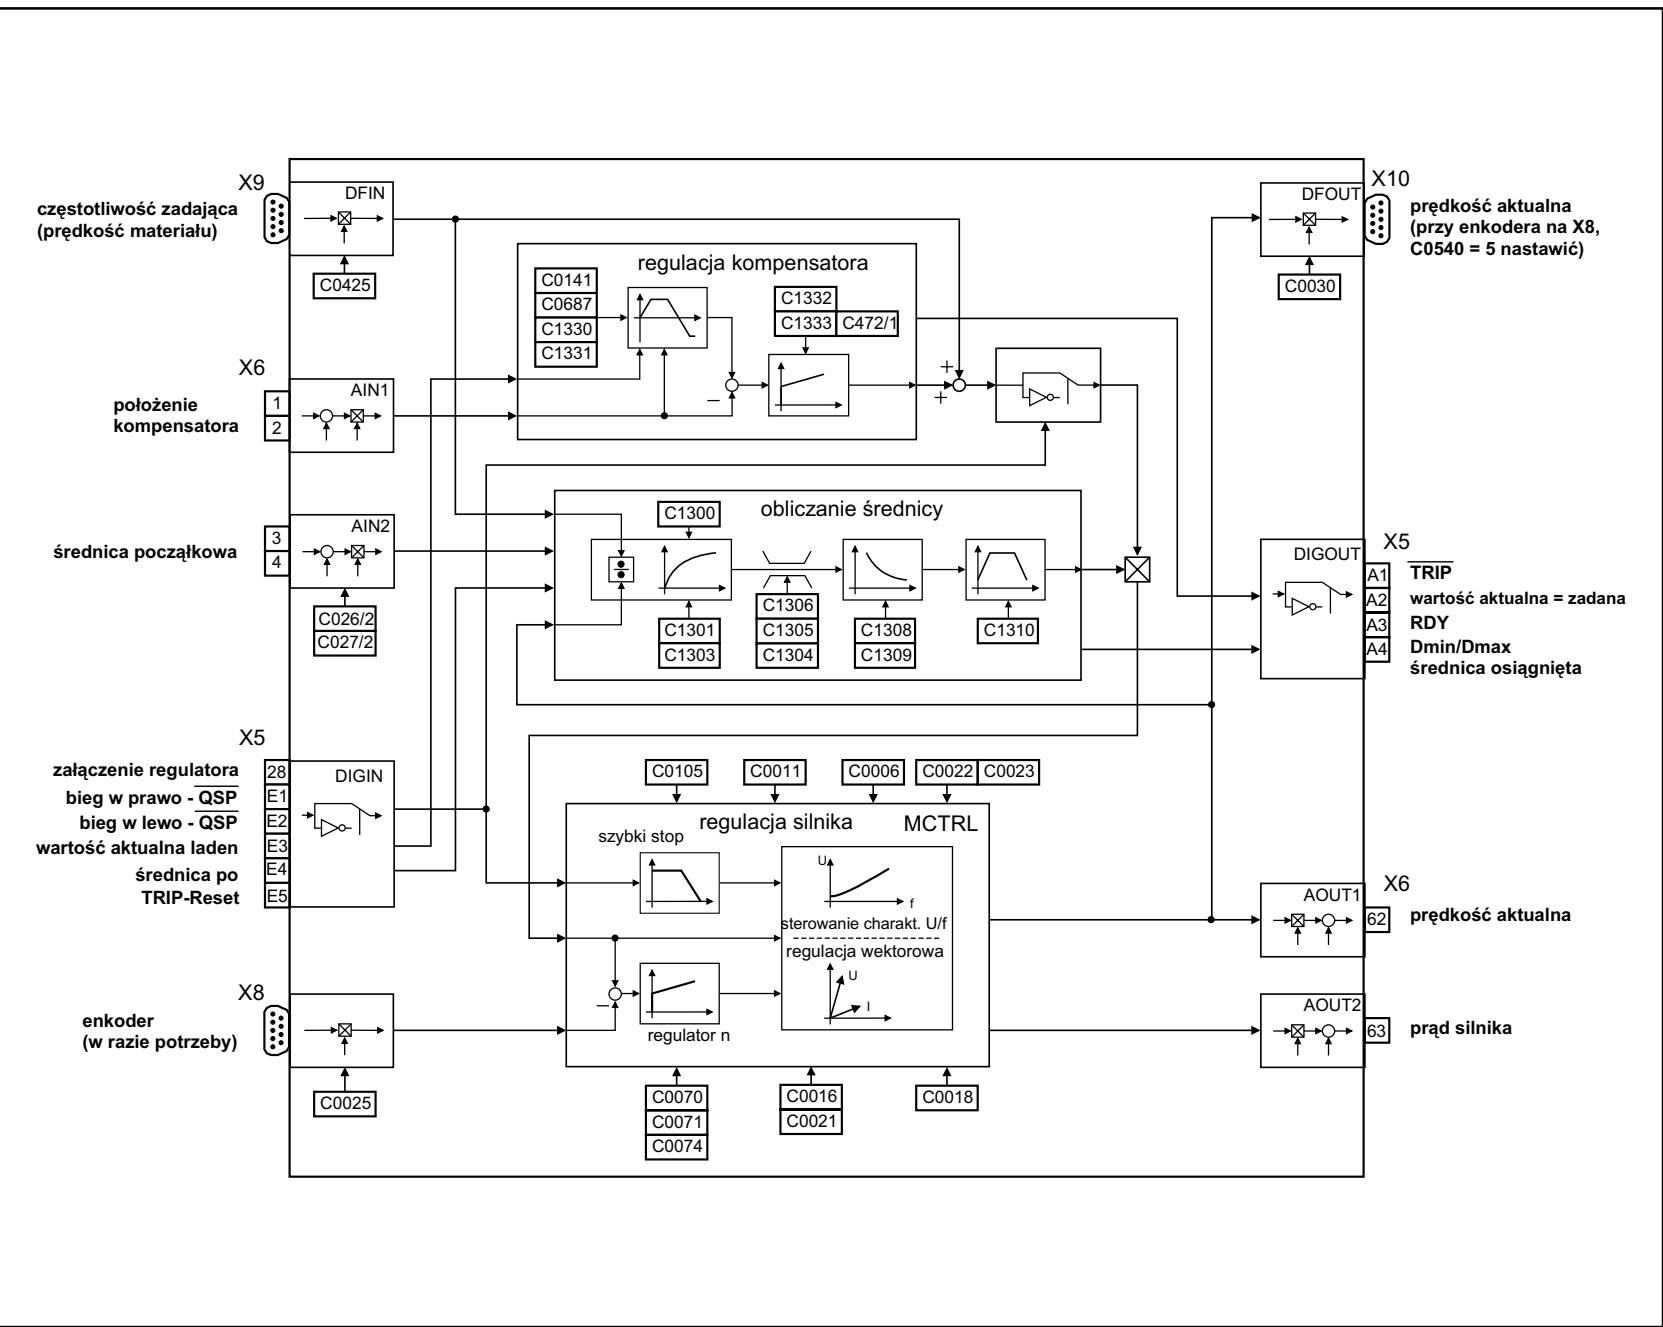 X9
DFIN
częstotliwość zadająca
(prędkość materiału)
C0425
X6
AIN1
1
2
położenie
kompensatora
AIN2
3
4
średnica początkowa
C026/2
C027/2
X5
DIGIN
załączenie regulatora
28
bieg w prawo - QSP
E1
bieg w lewo - QSP
E2
wartość aktualna laden
E3
średnica po
E4
TRIP-Reset
E5
X8
enkoder
(w razie potrzeby)
C0025
regulacja kompensatora
C0141
C0687
C1330
C1331
C1332
C1333
C472/1
–
+
+
obliczanie średnicy
C1300
C1301
C1303
C1306
C1305
C1304
C1308
C1309
C1310
C0105
C0011
C0006
C0022
C0023
regulacja silnika
MCTRL
szybki stop
U
f
sterowanie charakt. U/f
regulacja wektorowa
U
I
–
regulator n
C0070
C0071
C0074
C0016
C0021
C0018
X10
DFOUT
prędkość aktualna
(przy enkodera na X8,
C0540 = 5 nastawić)
C0030
X5
DIGOUT
A1
TRIP
A2
wartość aktualna = zadana
A3
RDY
A4
Dmin/Dmax
średnica osiągnięta
X6
AOUT1
62
prędkość aktualna
AOUT2
63
prąd silnika